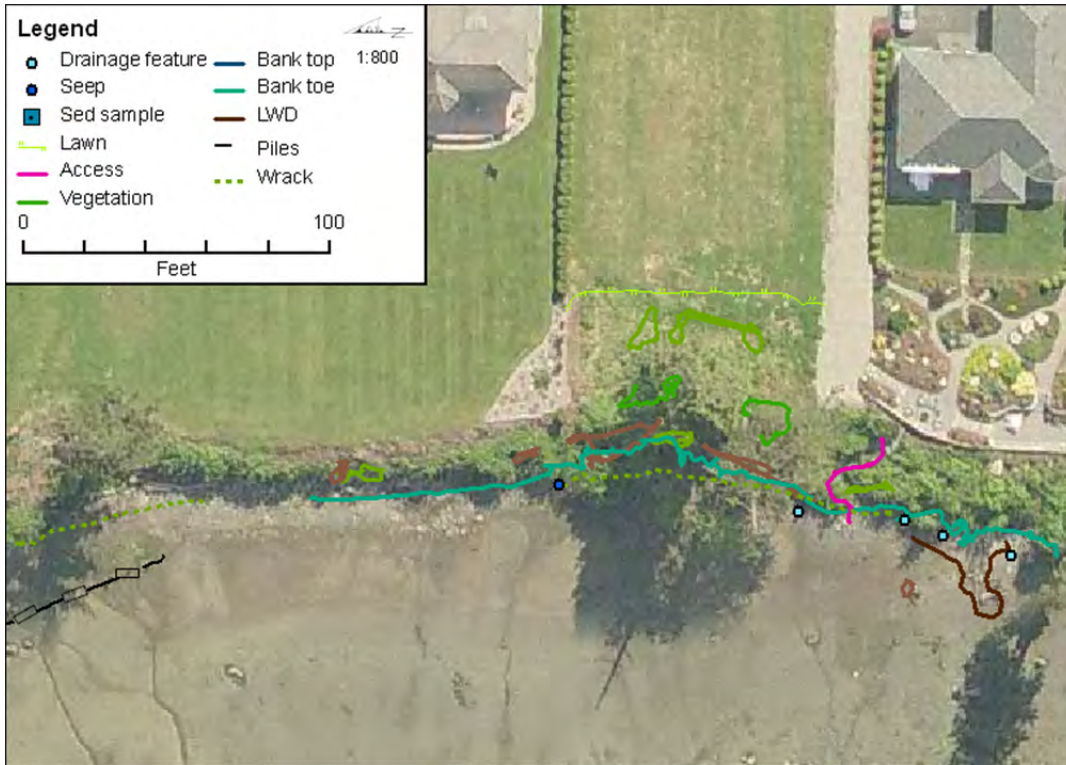 Legend
1:800
Drainage feature
Seep
Sed sample
Lawn
Access
Vegetation
Bank top
Bank toe
LWD
Piles
Wrack
0 100
Feet